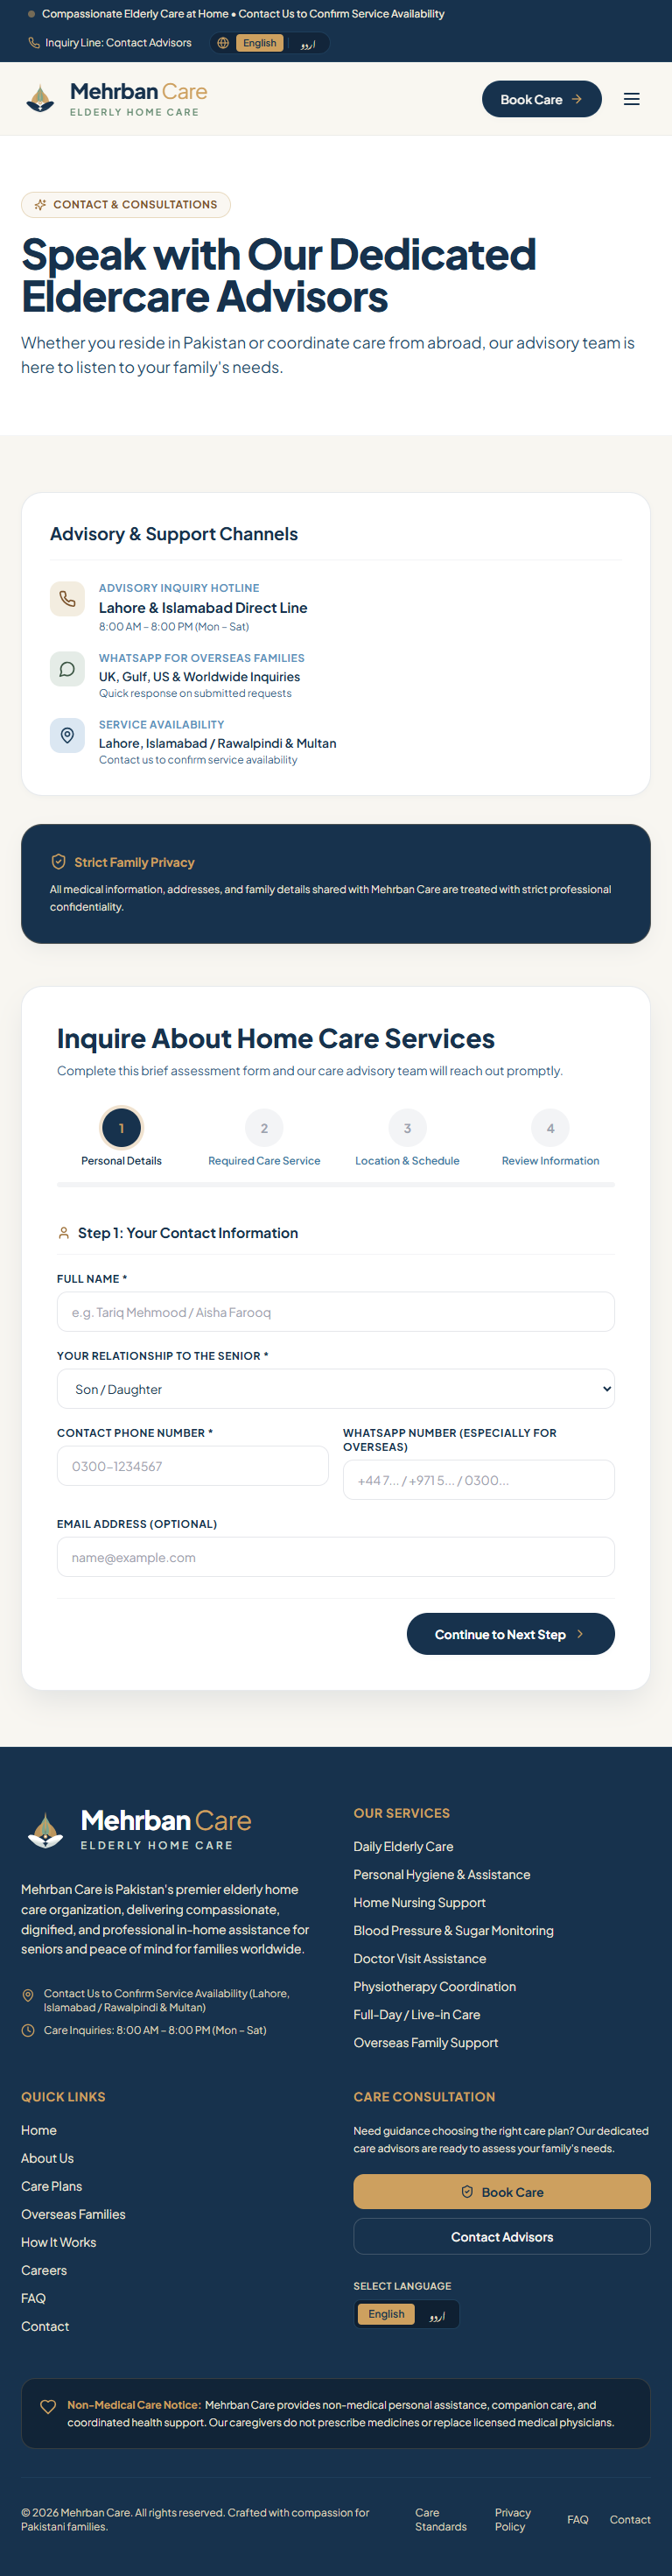 Compassionate Elderly Care at Home • Contact Us to Confirm Service Availability
Inquiry Line: Contact Advisors
English
اردو
Mehrban Care
ELDERLY HOME CARE
Book Care
CONTACT & CONSULTATIONS
Speak with Our Dedicated
Eldercare Advisors
Whether you reside in Pakistan or coordinate care from abroad, our advisory team is
here to listen to your family's needs.
Advisory & Support Channels
ADVISORY INQUIRY HOTLINE
Lahore & Islamabad Direct Line
8:00 AM – 8:00 PM (Mon – Sat)
WHATSAPP FOR OVERSEAS FAMILIES
UK, Gulf, US & Worldwide Inquiries
Quick response on submitted requests
SERVICE AVAILABILITY
Lahore, Islamabad / Rawalpindi & Multan
Contact us to confirm service availability
Strict Family Privacy
All medical information, addresses, and family details shared with Mehrban Care are treated with strict professional
confidentiality.
Inquire About Home Care Services
Complete this brief assessment form and our care advisory team will reach out promptly.
1
2
3
4
Personal Details
Required Care Service
Location & Schedule
Review Information
Step 1: Your Contact Information
FULL NAME *
e.g. Tariq Mehmood / Aisha Farooq
YOUR RELATIONSHIP TO THE SENIOR *
Son / Daughter
CONTACT PHONE NUMBER *
0300-1234567
WHATSAPP NUMBER (ESPECIALLY FOR
OVERSEAS)
+44 7... / +971 5... / 0300...
EMAIL ADDRESS (OPTIONAL)
name@example.com
Continue to Next Step
Mehrban Care
ELDERLY HOME CARE
Mehrban Care is Pakistan's premier elderly home
care organization, delivering compassionate,
dignified, and professional in-home assistance for
seniors and peace of mind for families worldwide.
Contact Us to Confirm Service Availability (Lahore,
Islamabad / Rawalpindi & Multan)
Care Inquiries: 8:00 AM – 8:00 PM (Mon – Sat)
OUR SERVICES
Daily Elderly Care
Personal Hygiene & Assistance
Home Nursing Support
Blood Pressure & Sugar Monitoring
Doctor Visit Assistance
Physiotherapy Coordination
Full-Day / Live-in Care
Overseas Family Support
QUICK LINKS
Home
About Us
Care Plans
Overseas Families
How It Works
Careers
FAQ
Contact
CARE CONSULTATION
Need guidance choosing the right care plan? Our dedicated
care advisors are ready to assess your family's needs.
Book Care
Contact Advisors
SELECT LANGUAGE
English
اردو
Non-Medical Care Notice: Mehrban Care provides non-medical personal assistance, companion care, and
coordinated health support. Our caregivers do not prescribe medicines or replace licensed medical physicians.
© 2026 Mehrban Care. All rights reserved. Crafted with compassion for
Pakistani families.
Care
Standards
Privacy
Policy
FAQ
Contact